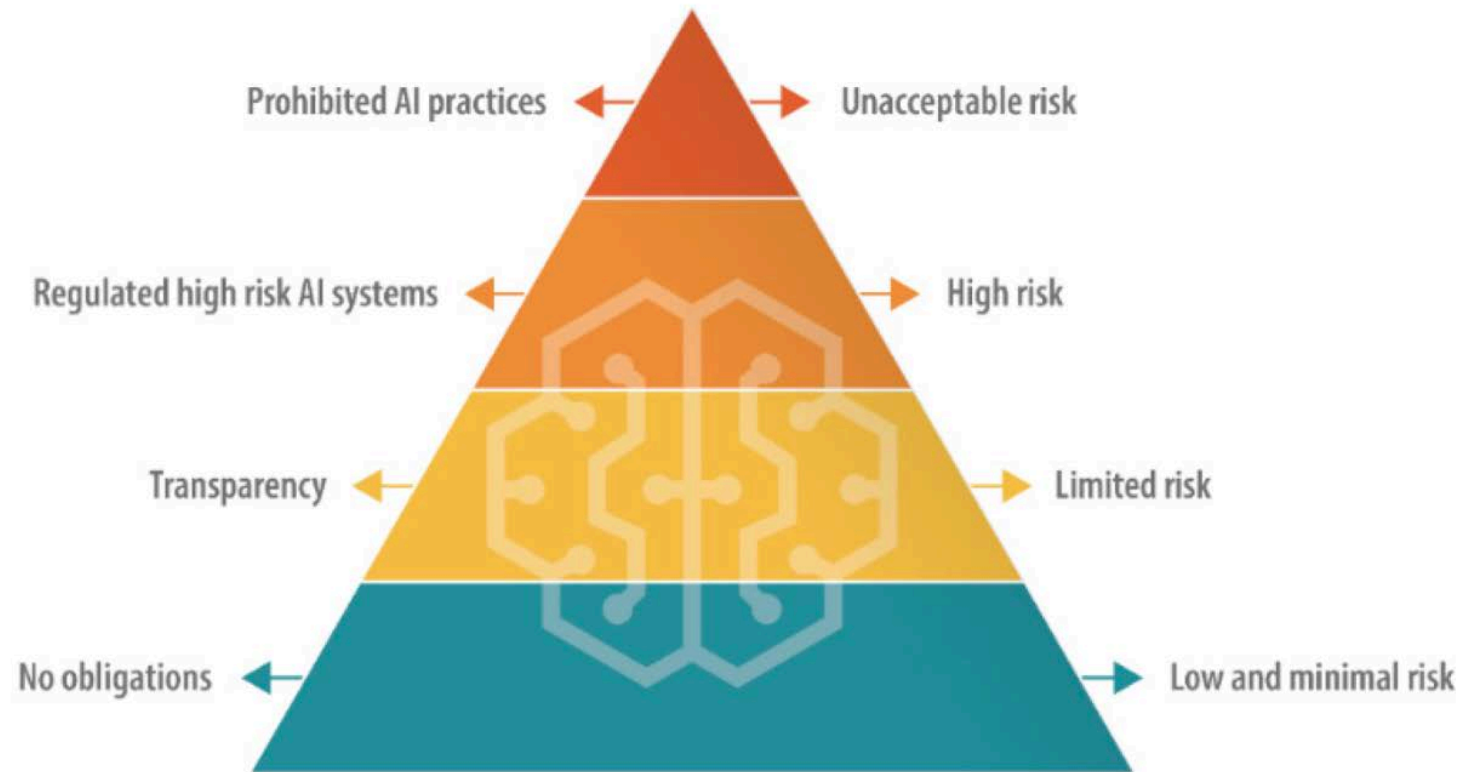 Prohibited AI practices
Unacceptable risk
Regulated high risk AI systems
High risk
Transparency
Limited risk
No obligations
Low and minimal risk